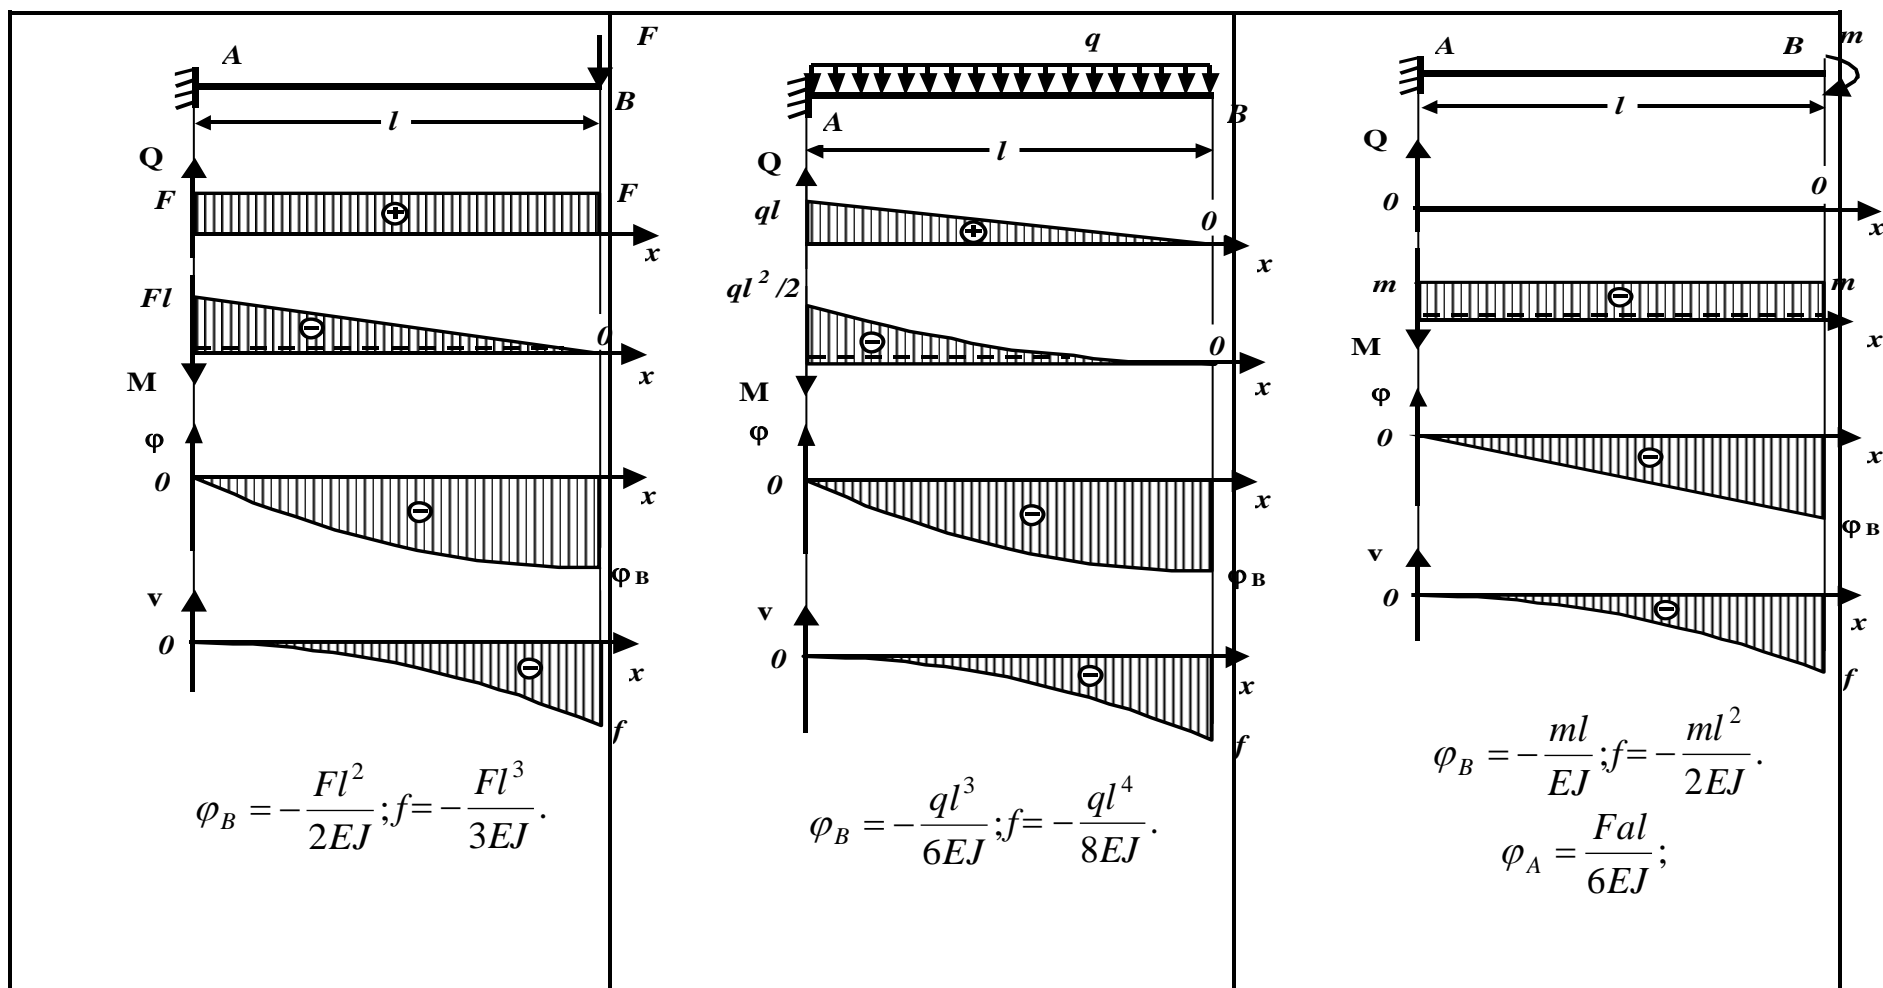 A
F
B
l
Q
F
F
x
Fl
0
M
x
φ
0
x
φB
v
0
x
f
φB = − Fl²/2EJ ; f = − Fl³/3EJ .
q
A
B
l
Q
ql
0
x
ql²/2
0
M
x
φ
0
x
φB
v
0
x
f
φB = − ql³/6EJ ; f = − ql⁴/8EJ .
A
B
m
l
Q
0
0
x
m
m
M
x
φ
0
x
φB
v
0
x
f
φB = − ml/EJ ; f = − ml²/2EJ .
φA = Fal/6EJ ;